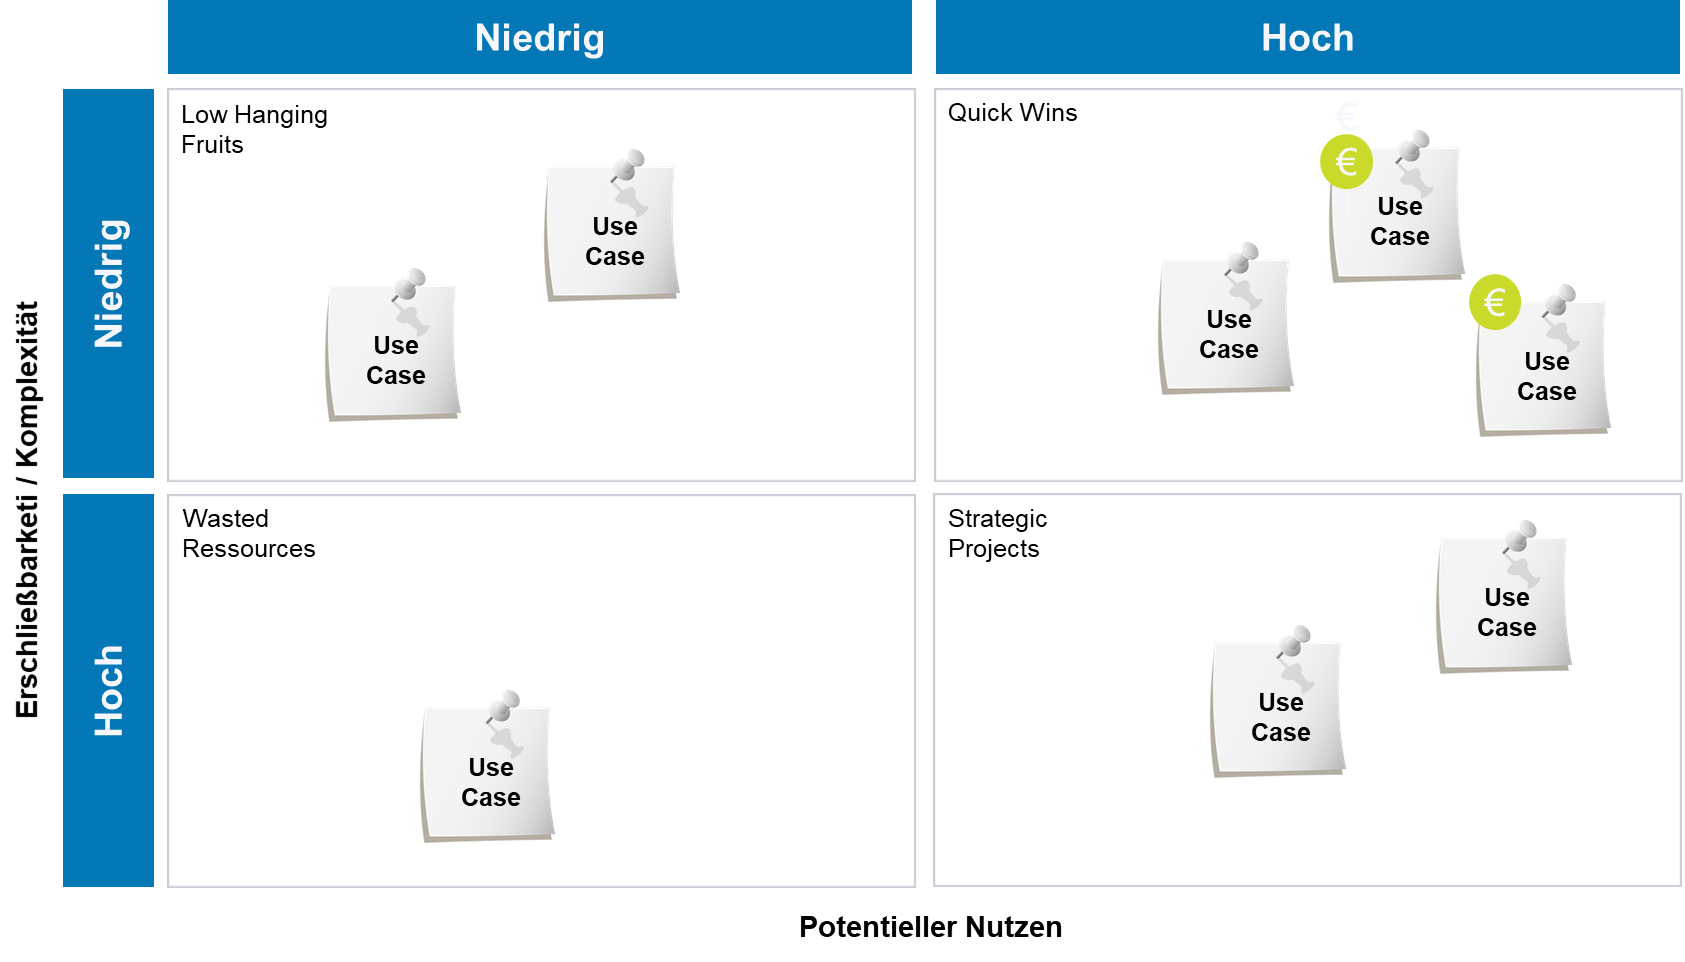 Niedrig
Hoch
Erschließbarketi / Komplexität
Niedrig
Low Hanging
Fruits
Use
Case
Use
Case
Quick Wins
€
€
Use
Case
Use
Case
€
Use
Case
Hoch
Wasted
Ressources
Use
Case
Strategic
Projects
Use
Case
Use
Case
Potentieller Nutzen